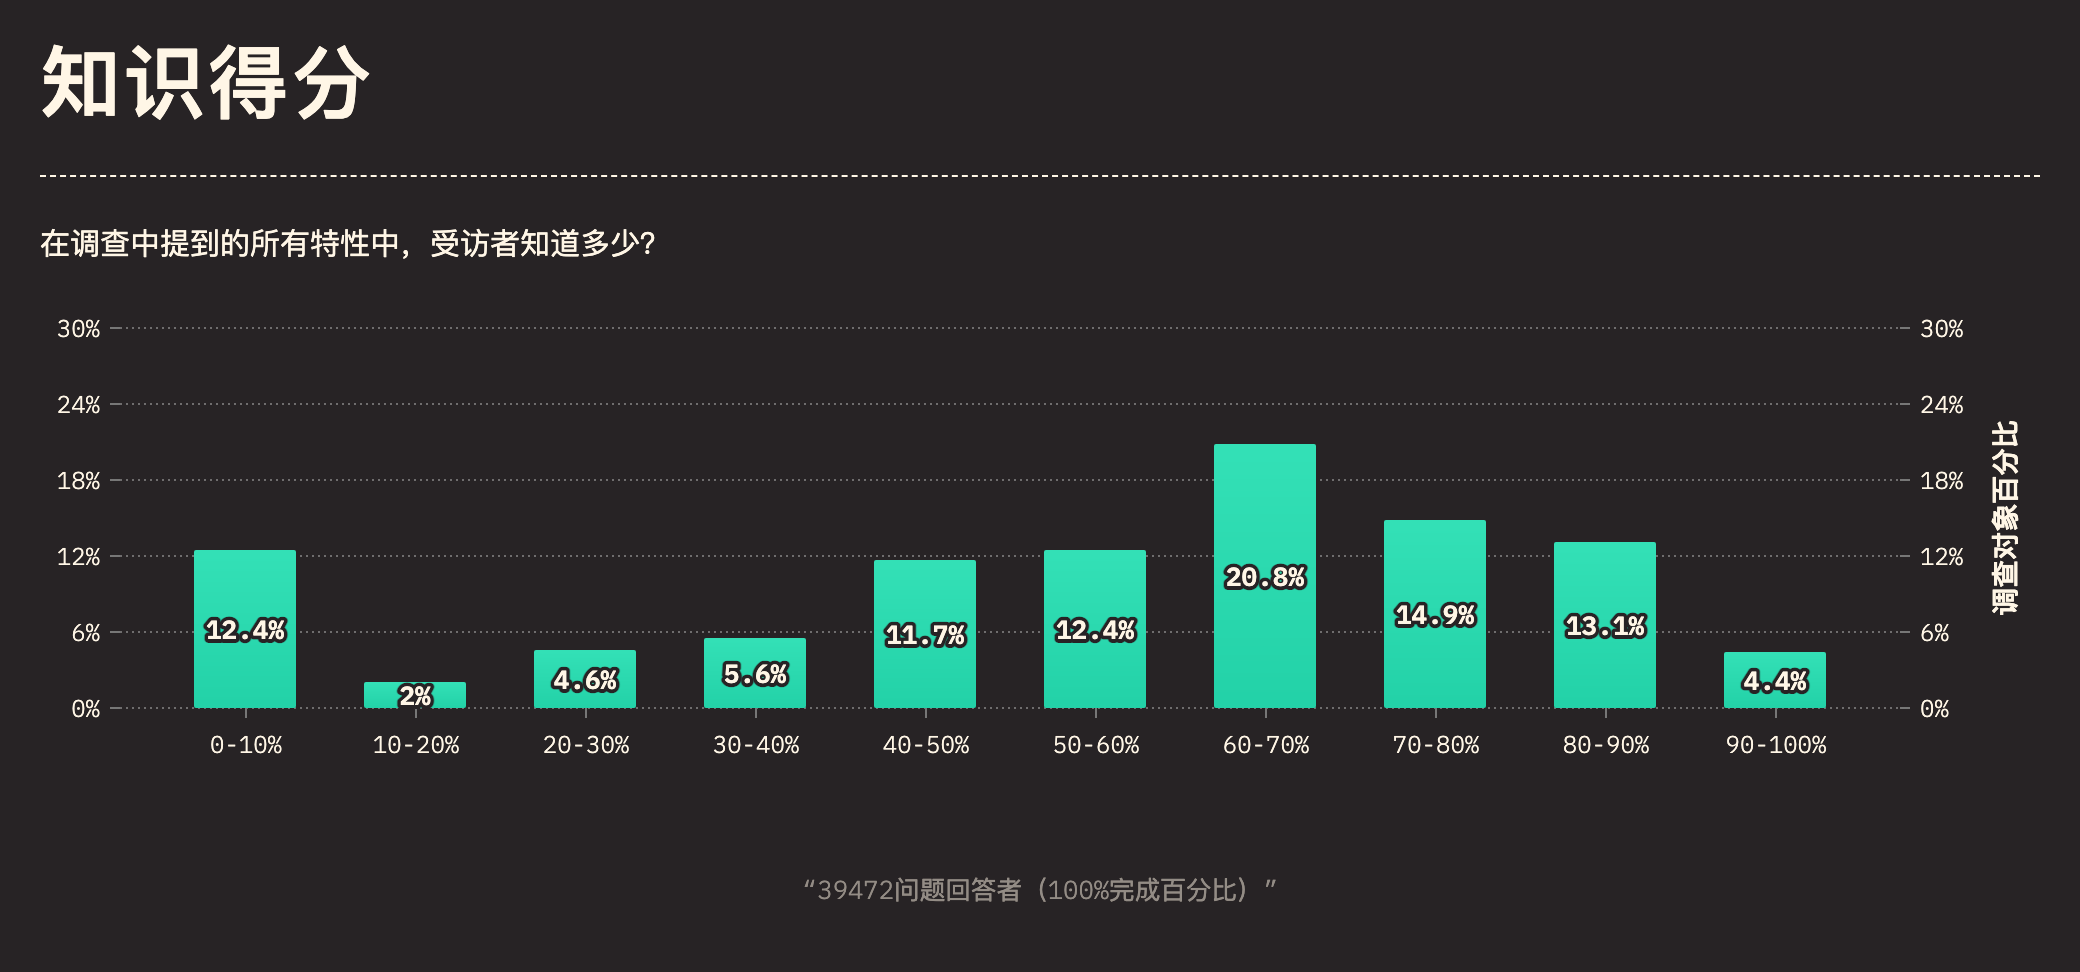 知识得分
在调查中提到的所有特性中，受访者知道多少？
30% 30%
24% 24%
18% 18%
12% 12%
6% 6%
0% 0%
调查对象百分比
12.4% 2% 4.6% 5.6% 11.7% 12.4% 20.8% 14.9% 13.1% 4.4%
0-10% 10-20% 20-30% 30-40% 40-50% 50-60% 60-70% 70-80% 80-90% 90-100%
“39472问题回答者（100%完成百分比）”